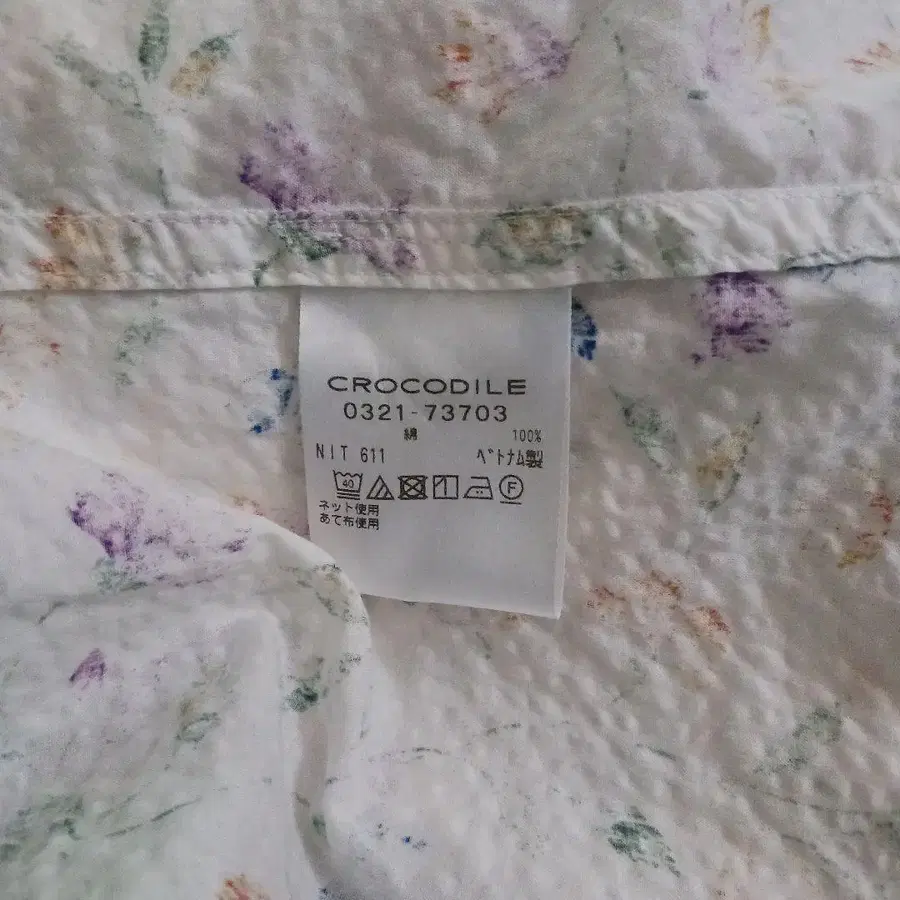 CROCODILE
0321-73703
綿 100%
NIT 611 ベトナム製
40 F
ネット使用
あて布使用